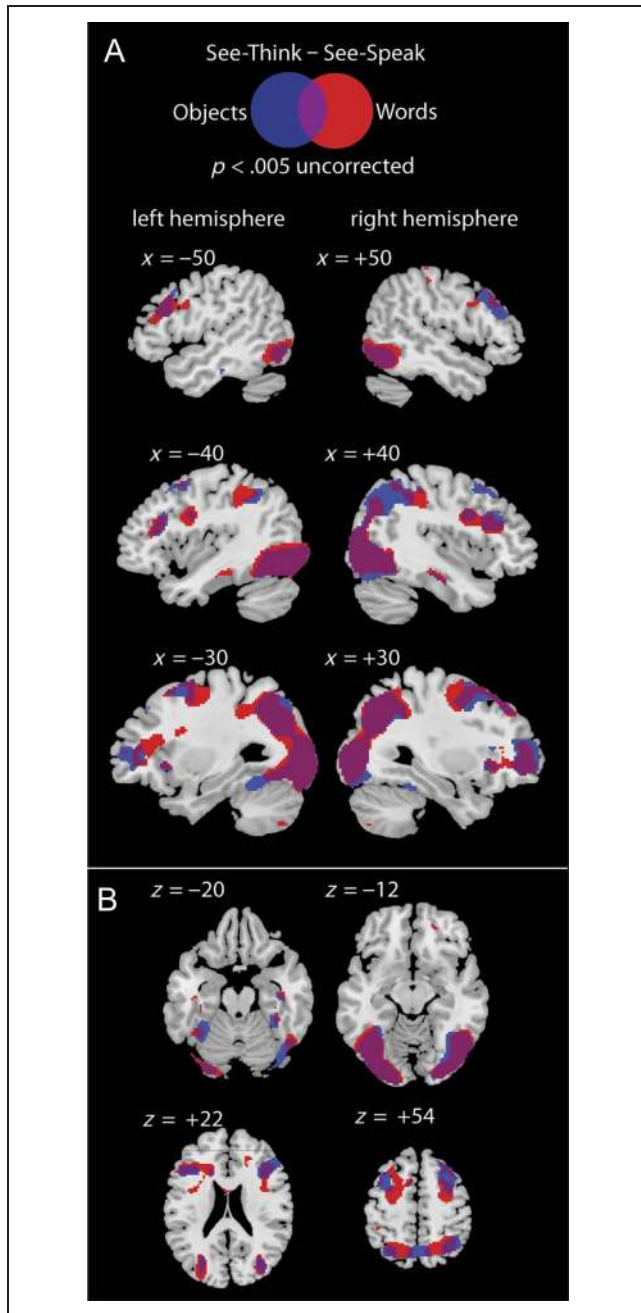 A
See-Think – See-Speak
Objects
Words
p < .005 uncorrected
left hemisphere
right hemisphere
x = –50
x = +50
x = –40
x = +40
x = –30
x = +30
B
z = –20
z = –12
z = +22
z = +54